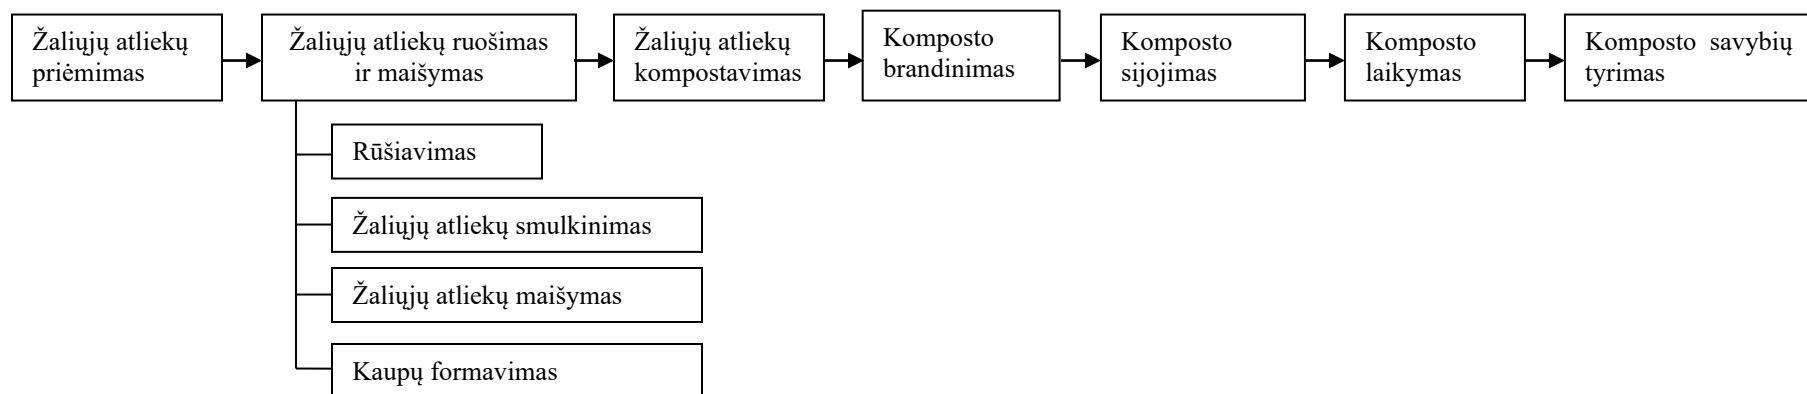 Žaliųjų atliekų
priėmimas
Žaliųjų atliekų ruošimas
ir maišymas
Žaliųjų atliekų
kompostavimas
Komposto
brandinimas
Komposto
sijojimas
Komposto
laikymas
Komposto savybių
tyrimas
Rūšiavimas
Žaliųjų atliekų smulkinimas
Žaliųjų atliekų maišymas
Kaupų formavimas